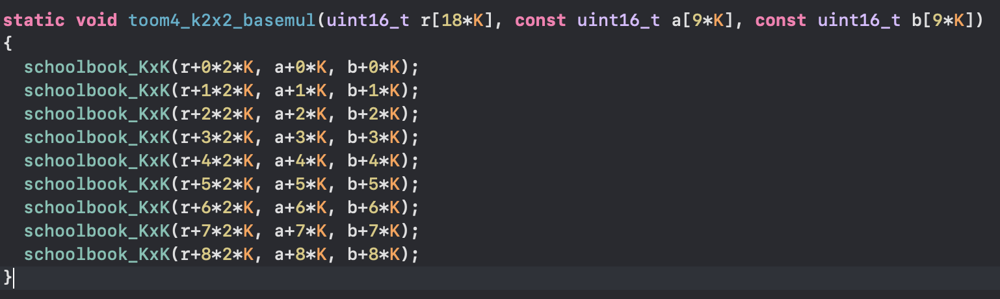 static void toom4_k2x2_basemul(uint16_t r[18*K], const uint16_t a[9*K], const uint16_t b[9*K])
{
  schoolbook_KxK(r+0*2*K, a+0*K, b+0*K);
  schoolbook_KxK(r+1*2*K, a+1*K, b+1*K);
  schoolbook_KxK(r+2*2*K, a+2*K, b+2*K);
  schoolbook_KxK(r+3*2*K, a+3*K, b+3*K);
  schoolbook_KxK(r+4*2*K, a+4*K, b+4*K);
  schoolbook_KxK(r+5*2*K, a+5*K, b+5*K);
  schoolbook_KxK(r+6*2*K, a+6*K, b+6*K);
  schoolbook_KxK(r+7*2*K, a+7*K, b+7*K);
  schoolbook_KxK(r+8*2*K, a+8*K, b+8*K);
}